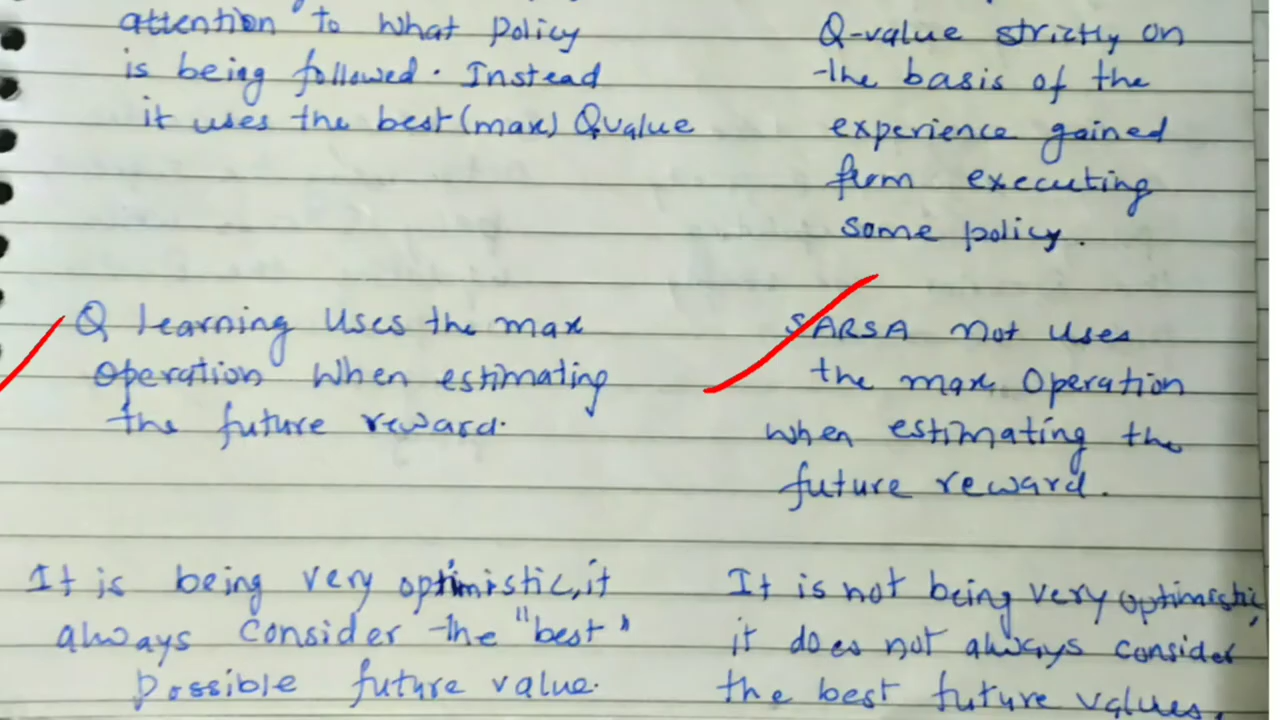 attention to what policy
is being followed. Instead
it uses the best (max) Qvalue
Q-value strictly on
the basis of the
experience gained
from executing
some policy.
Q learning Uses the max
operation when estimating
the future reward.
SARSA not uses
the max Operation
when estimating the
future reward.
It is being very optimistic, it
always consider the "best"
possible future value.
It is not being very optimistic,
it does not always consider
the best future values.